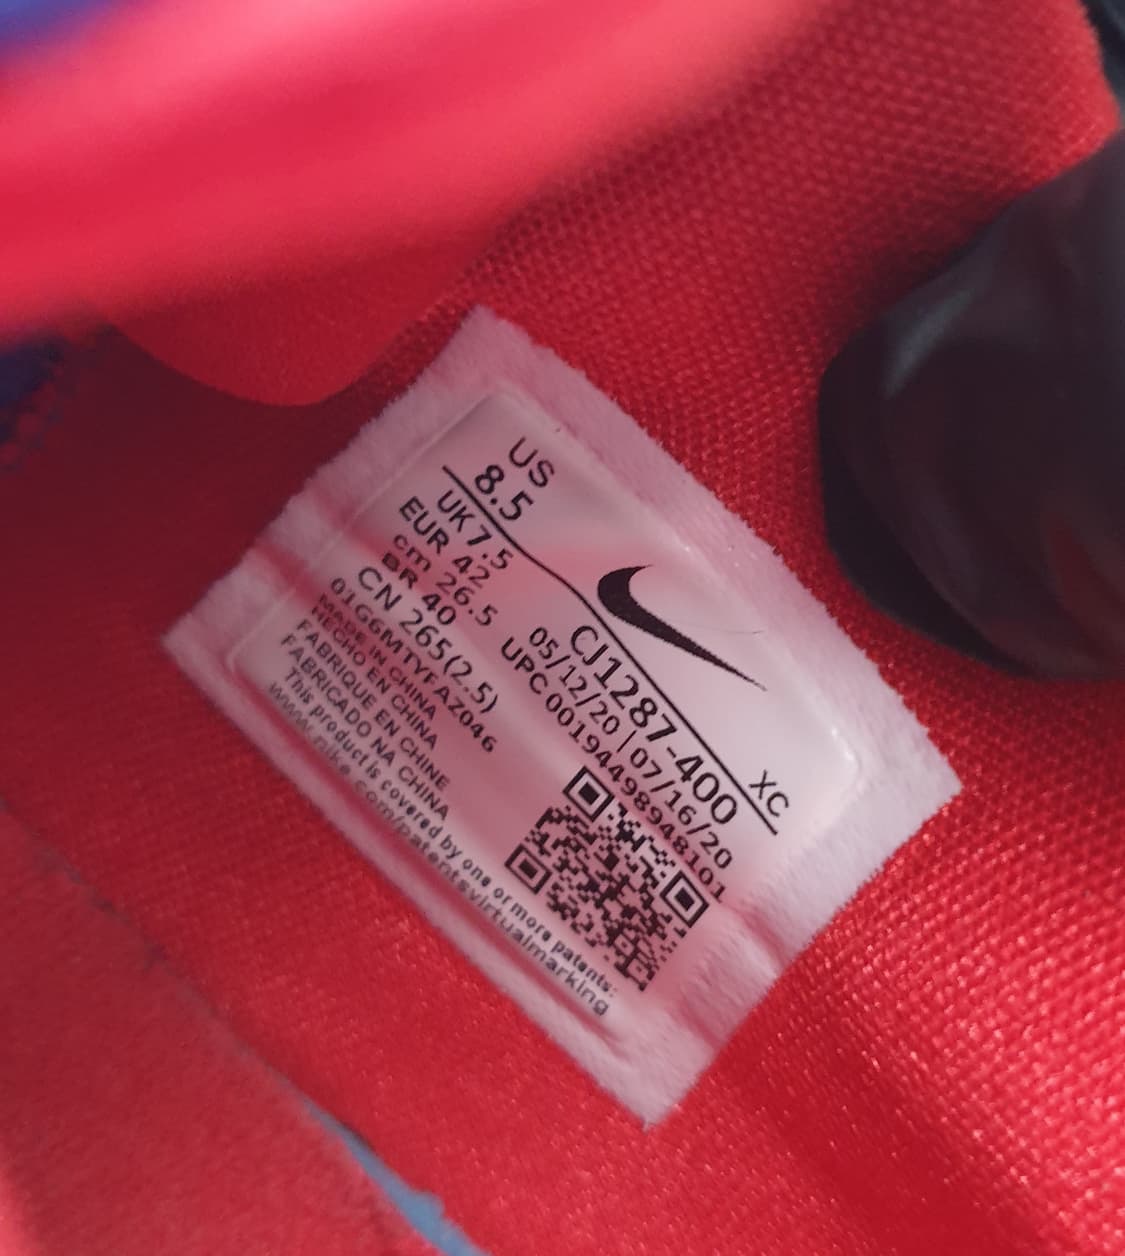 US
8.5
UK 7.5
EUR 42
cm 26.5
BR 40
CN 265(2.5)
XC
CJ1287-400
05/12/20 | 07/16/20
UPC 00194498948101
01G6MTYFAZ046
MADE IN CHINA
HECHO EN CHINA
FABRIQUE EN CHINE
FABRICADO NA CHINA
This product is covered by one or more patents:
www.nike.com/patentsvirtualmarking